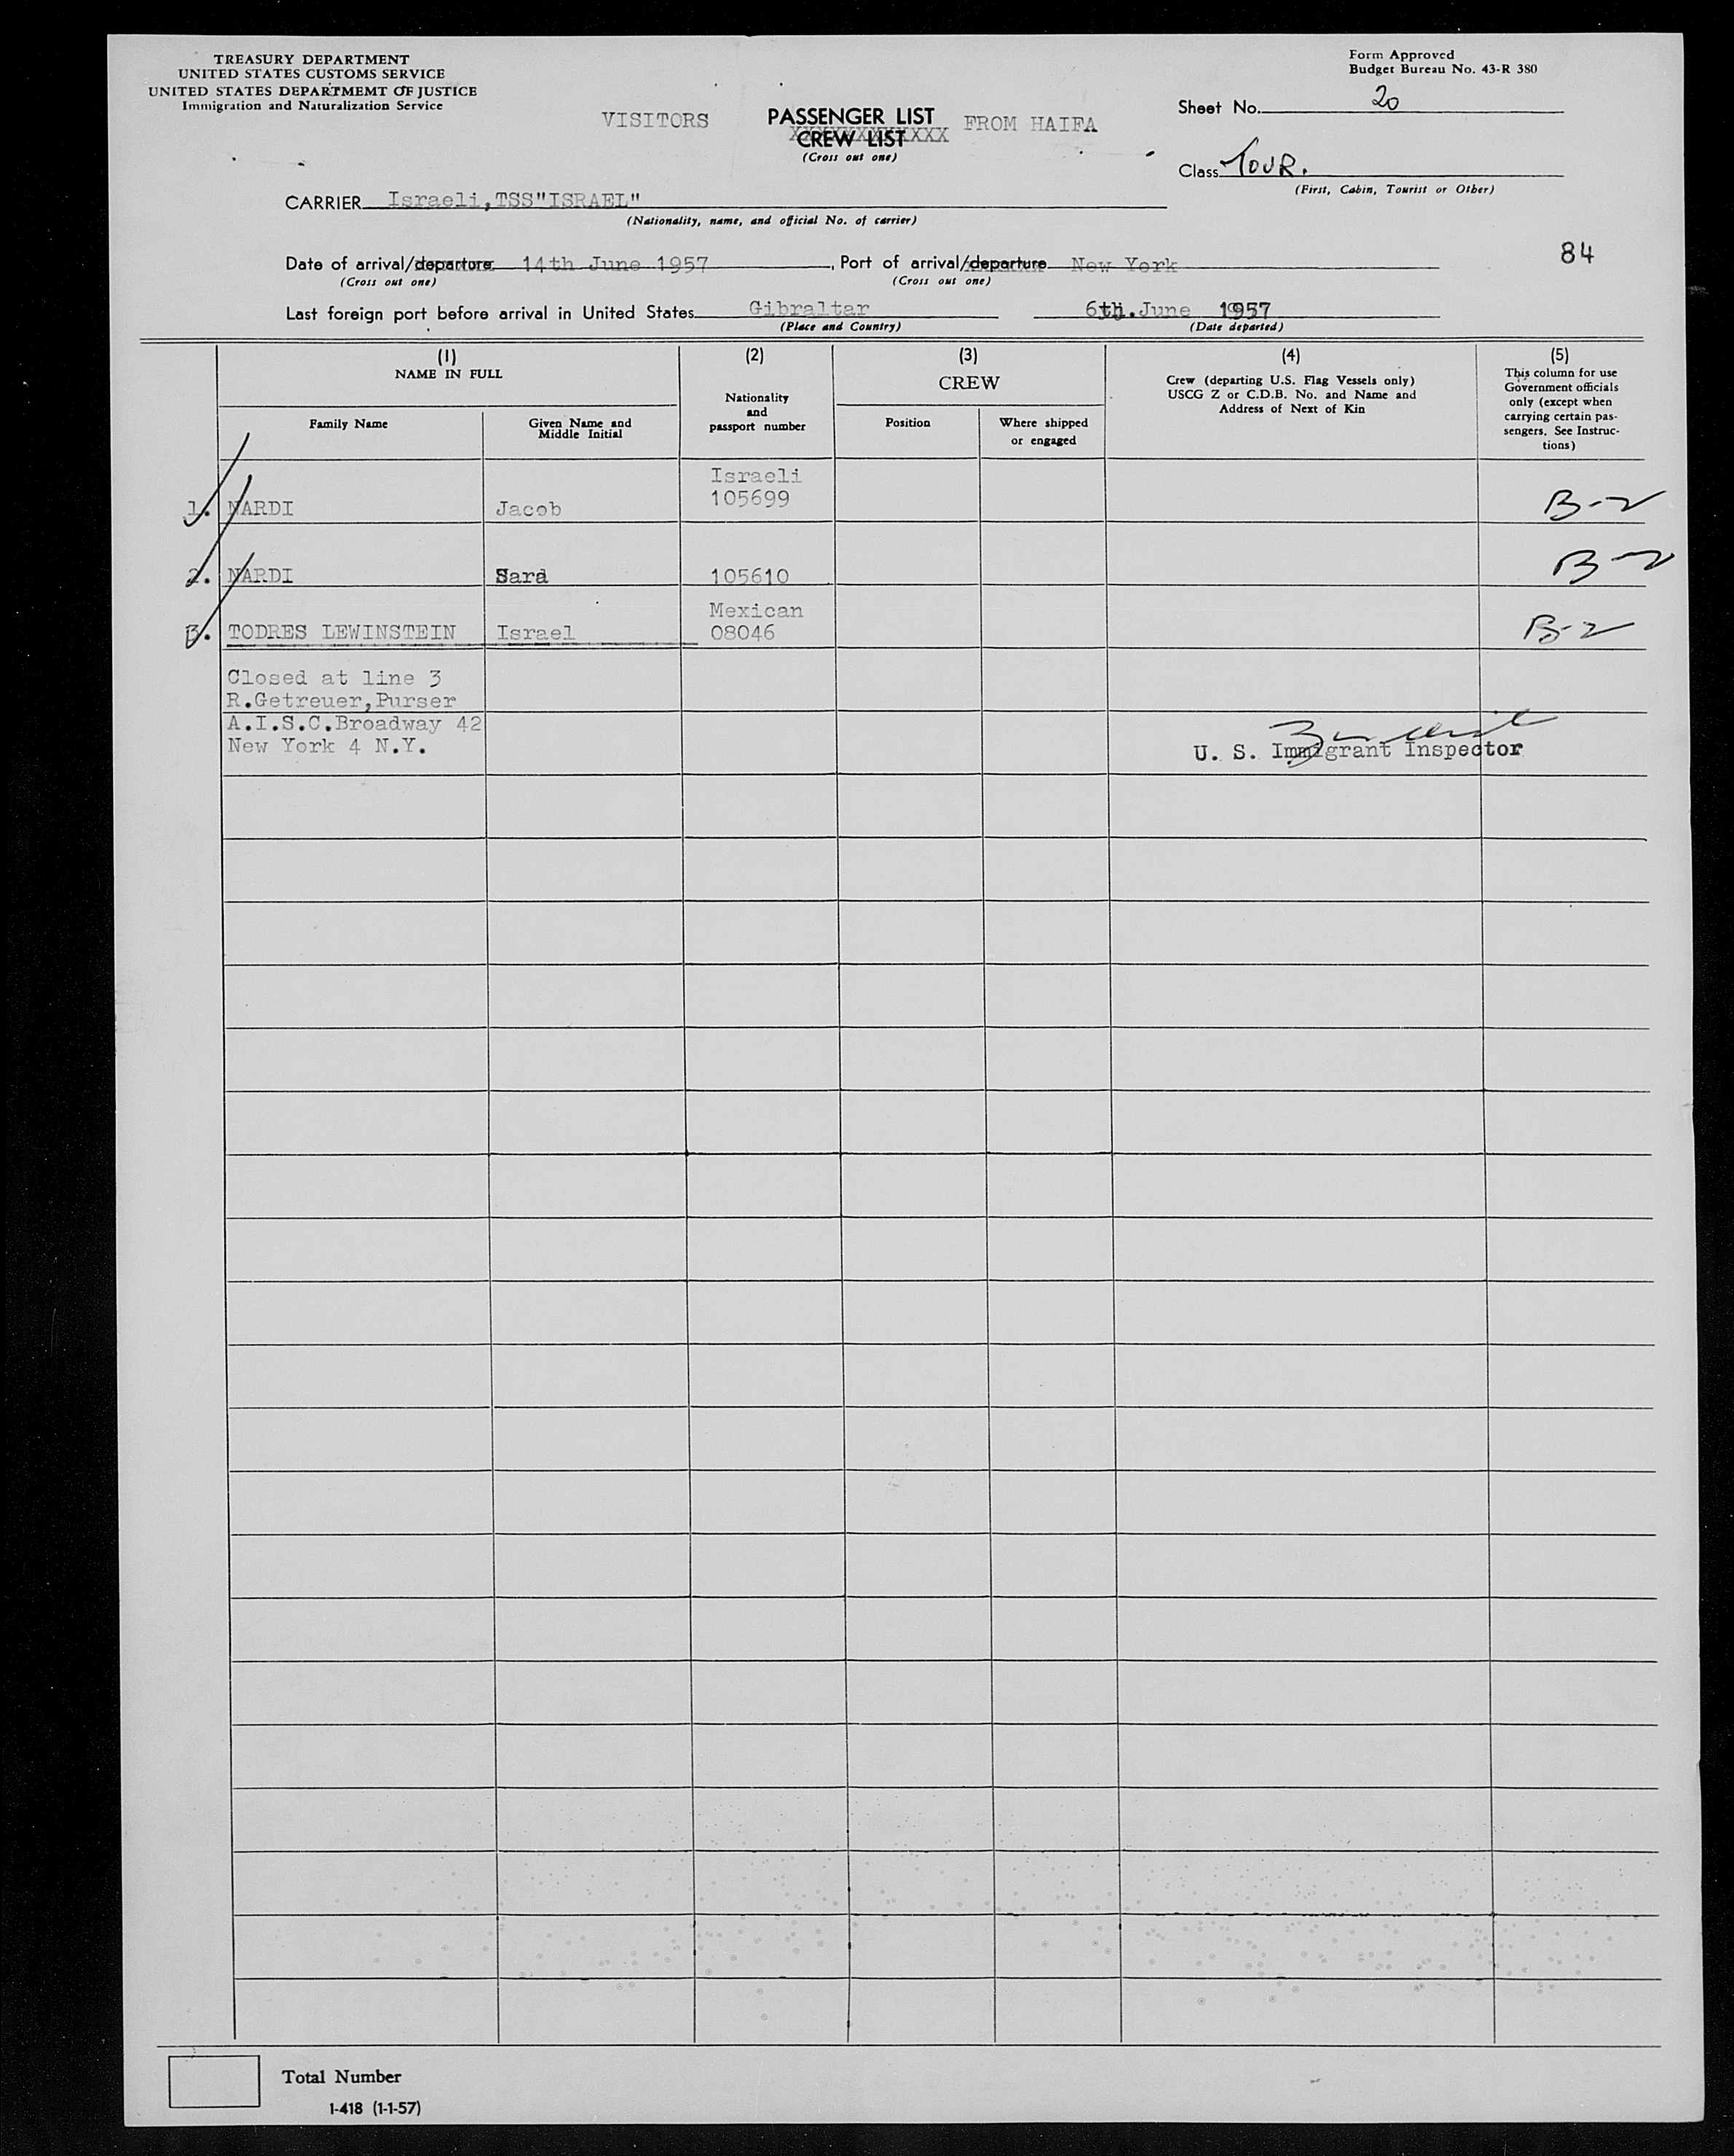 TREASURY DEPARTMENT
UNITED STATES CUSTOMS SERVICE
UNITED STATES DEPARTMEMT OF JUSTICE
Immigration and Naturalization Service
Form Approved
Budget Bureau No. 43-R 380
Sheet No. 20
VISITORS PASSENGER LIST FROM HAIFA
CREW LIST
(Cross out one)
Class TOUR.
(First, Cabin, Tourist or Other)
CARRIER Israeli,TSS"ISRAEL"
(Nationality, name, and official No. of carrier)
84
Date of arrival/departure 14th June 1957, Port of arrival/departure New York
(Cross out one) (Cross out one)
Last foreign port before arrival in United States Gibraltar 6th.June 1957
(Place and Country) (Date departed)
(1) (2) (3) (4) (5)
NAME IN FULL
Family Name
Given Name and
Middle Initial
Nationality
and
passport number
CREW
Position
Where shipped
or engaged
Crew (departing U.S. Flag Vessels only)
USCG Z or C.D.B. No. and Name and
Address of Next of Kin
This column for use
Government officials
only (except when
carrying certain pas-
sengers. See Instruc-
tions)
Israeli
1. NARDI Jacob 105699 B-2
2. NARDI Sara 105610 B-2
Mexican
3. TODRES LEWINSTEIN Israel 08046 B-2
Closed at line 3
R.Getreuer,Purser
A.I.S.C.Broadway 42
New York 4 N.Y.
U. S. Immigrant Inspector
Total Number
1-418 (1-1-57)